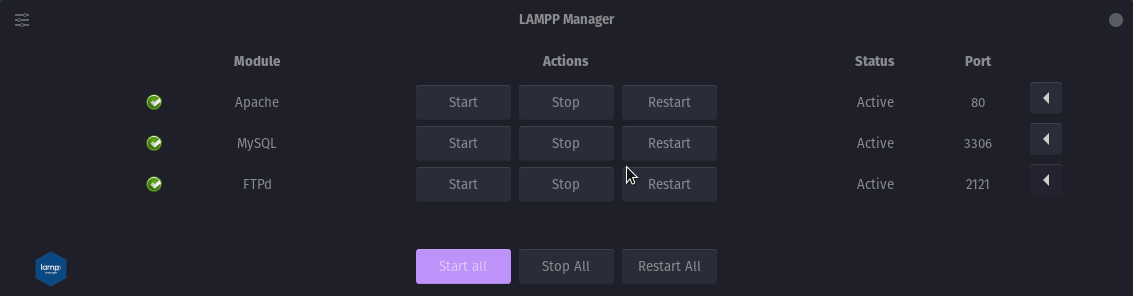 LAMPP Manager
Module Actions Status Port
Apache Start Stop Restart Active 80
MySQL Start Stop Restart Active 3306
FTPd Start Stop Restart Active 2121
Start all Stop All Restart All
lamp